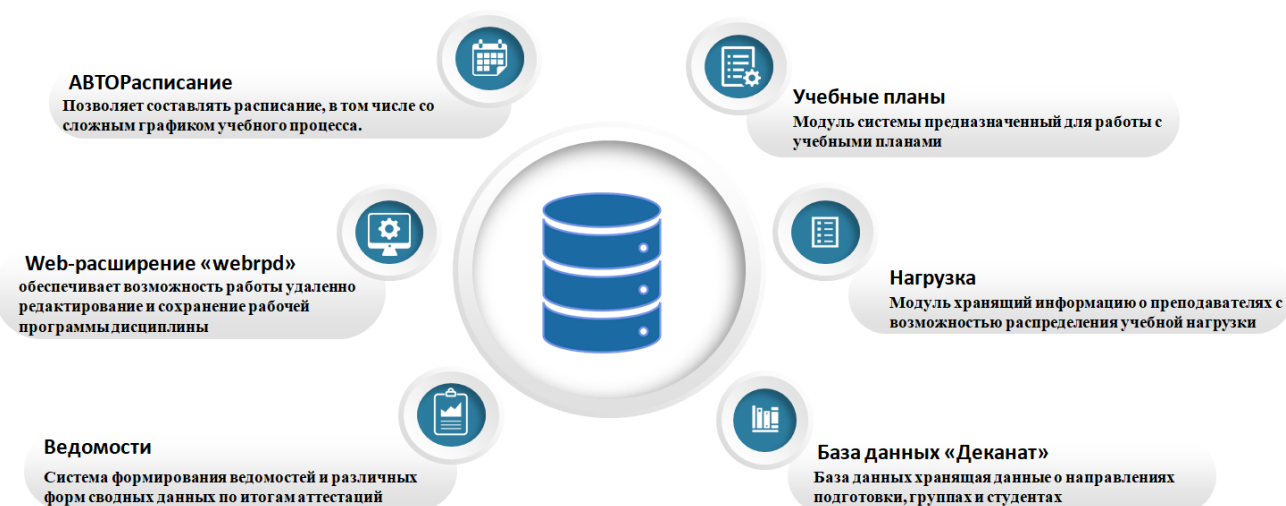 АВТОРасписание
Позволяет составлять расписание, в том числе со
сложным графиком учебного процесса.
Web-расширение «webrpd»
обеспечивает возможность работы удаленно
редактирование и сохранение рабочей
программы дисциплины
Ведомости
Система формирования ведомостей и различных
форм сводных данных по итогам аттестаций
Учебные планы
Модуль системы предназначенный для работы с
учебными планами
Нагрузка
Модуль хранящий информацию о преподавателях с
возможностью распределения учебной нагрузки
База данных «Деканат»
База данных хранящая данные о направлениях
подготовки, группах и студентах